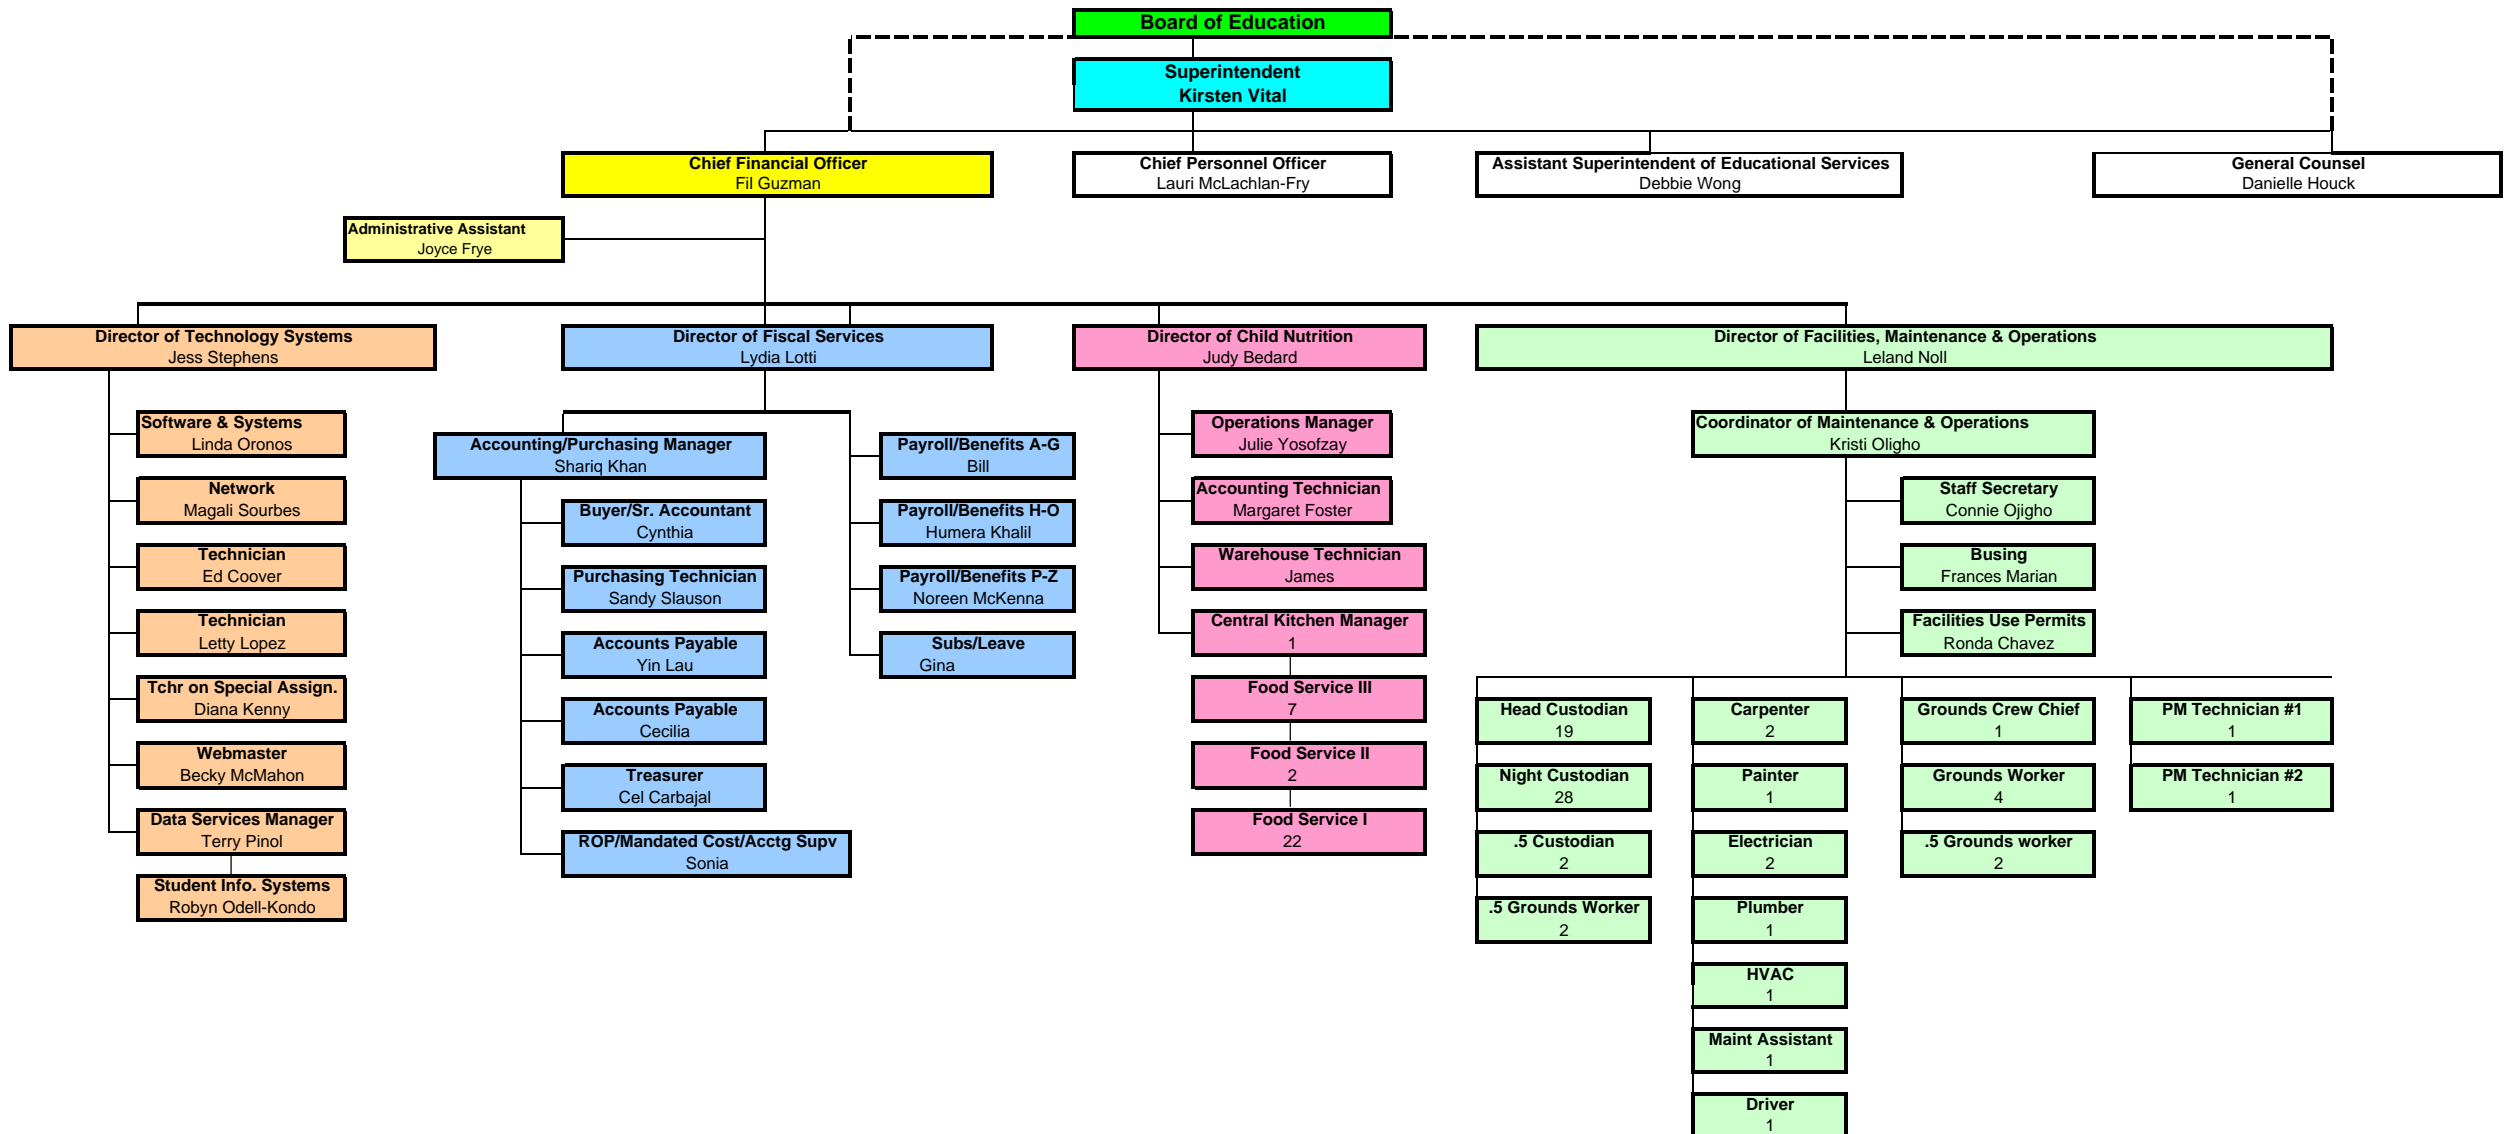 Board of Education
Superintendent
Kirsten Vital
Chief Financial Officer
Fil Guzman
Chief Personnel Officer
Lauri McLachlan-Fry
Assistant Superintendent of Educational Services
Debbie Wong
General Counsel
Danielle Houck
Administrative Assistant
Joyce Frye
Director of Technology Systems
Jess Stephens
Director of Fiscal Services
Lydia Lotti
Director of Child Nutrition
Judy Bedard
Director of Facilities, Maintenance & Operations
Leland Noll
Software & Systems
Linda Oronos
Network
Magali Sourbes
Technician
Ed Coover
Technician
Letty Lopez
Tchr on Special Assign.
Diana Kenny
Webmaster
Becky McMahon
Data Services Manager
Terry Pinol
Student Info. Systems
Robyn Odell-Kondo
Accounting/Purchasing Manager
Shariq Khan
Buyer/Sr. Accountant
Cynthia
Purchasing Technician
Sandy Slauson
Accounts Payable
Yin Lau
Accounts Payable
Cecilia
Treasurer
Cel Carbajal
ROP/Mandated Cost/Acctg Supv
Sonia
Payroll/Benefits A-G
Bill
Payroll/Benefits H-O
Humera Khalil
Payroll/Benefits P-Z
Noreen McKenna
Subs/Leave
Gina
Operations Manager
Julie Yosofzay
Accounting Technician
Margaret Foster
Warehouse Technician
James
Central Kitchen Manager
1
Food Service III
7
Food Service II
2
Food Service I
22
Coordinator of Maintenance & Operations
Kristi Oligho
Staff Secretary
Connie Ojigho
Busing
Frances Marian
Facilities Use Permits
Ronda Chavez
Head Custodian
19
Night Custodian
28
.5 Custodian
2
.5 Grounds Worker
2
Carpenter
2
Painter
1
Electrician
2
Plumber
1
HVAC
1
Maint Assistant
1
Driver
1
Grounds Crew Chief
1
Grounds Worker
4
.5 Grounds worker
2
PM Technician #1
1
PM Technician #2
1